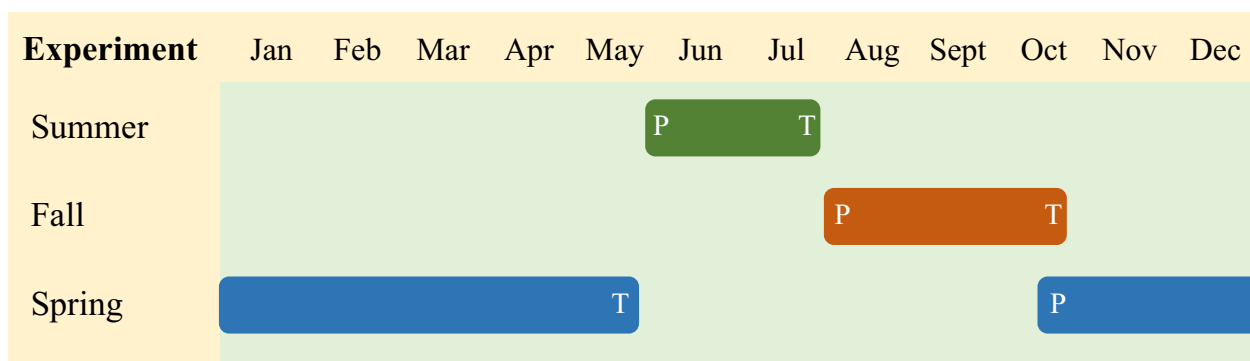 Experiment Jan Feb Mar Apr May Jun Jul Aug Sept Oct Nov Dec
Summer P T
Fall P T
Spring T P